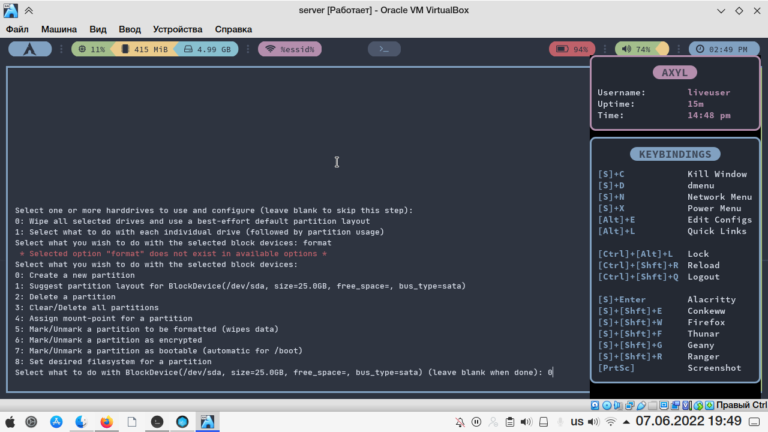 server [Работает] - Oracle VM VirtualBox
Файл Машина Вид Ввод Устройства Справка
11% 415 MiB 4.99 GB %essid% >_ 94% 74% 02:49 PM
AXYL
Username: liveuser
Uptime: 15m
Time: 14:48 pm
KEYBINDINGS
[S]+C Kill Window
[S]+D dmenu
[S]+N Network Menu
[S]+X Power Menu
[Alt]+E Edit Configs
[Alt]+L Quick Links
[Ctrl]+[Alt]+L Lock
[Ctrl]+[Shft]+R Reload
[Ctrl]+[Shft]+Q Logout
[S]+Enter Alacritty
[S]+[Shft]+E Conkeww
[S]+[Shft]+W Firefox
[S]+[Shft]+F Thunar
[S]+[Shft]+G Geany
[S]+[Shft]+R Ranger
[PrtSc] Screenshot
Select one or more harddrives to use and configure (leave blank to skip this step):
0: Wipe all selected drives and use a best-effort default partition layout
1: Select what to do with each individual drive (followed by partition usage)
Select what you wish to do with the selected block devices: format
* Selected option "format" does not exist in available options *
Select what you wish to do with the selected block devices:
0: Create a new partition
1: Suggest partition layout for BlockDevice(/dev/sda, size=25.0GB, free_space=, bus_type=sata)
2: Delete a partition
3: Clear/Delete all partitions
4: Assign mount-point for a partition
5: Mark/Unmark a partition to be formatted (wipes data)
6: Mark/Unmark a partition as encrypted
7: Mark/Unmark a partition as bootable (automatic for /boot)
8: Set desired filesystem for a partition
Select what to do with BlockDevice(/dev/sda, size=25.0GB, free_space=, bus_type=sata) (leave blank when done): 0
Правый Ctrl
us 07.06.2022 19:49